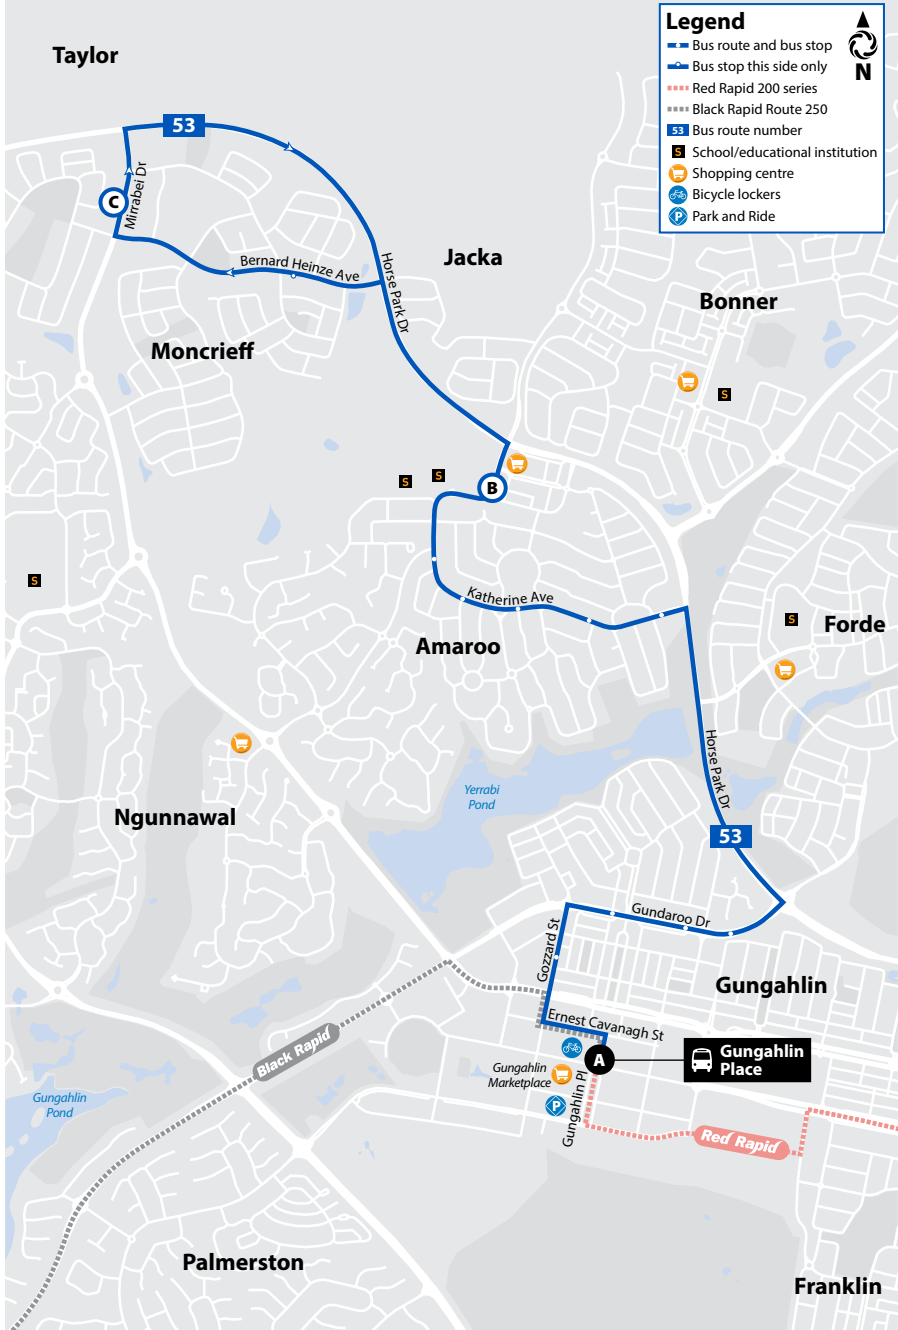 Legend
N
Bus route and bus stop
Bus stop this side only
Red Rapid 200 series
Black Rapid Route 250
53 Bus route number
S School/educational institution
Shopping centre
Bicycle lockers
P Park and Ride
Taylor
53
C
Mirrabei Dr
Bernard Heinze Ave
Horse Park Dr
Jacka
Bonner
Moncrieff
S
S
S
B
S
Katherine Ave
S
Forde
Amaroo
Horse Park Dr
Yerrabi
Pond
Ngunnawal
53
Gundaroo Dr
Gozzard St
Gungahlin
Ernest Cavanagh St
Black Rapid
A
Gungahlin
Place
Gungahlin
Marketplace
Gungahlin Pl
P
Gungahlin
Pond
Red Rapid
Palmerston
Franklin